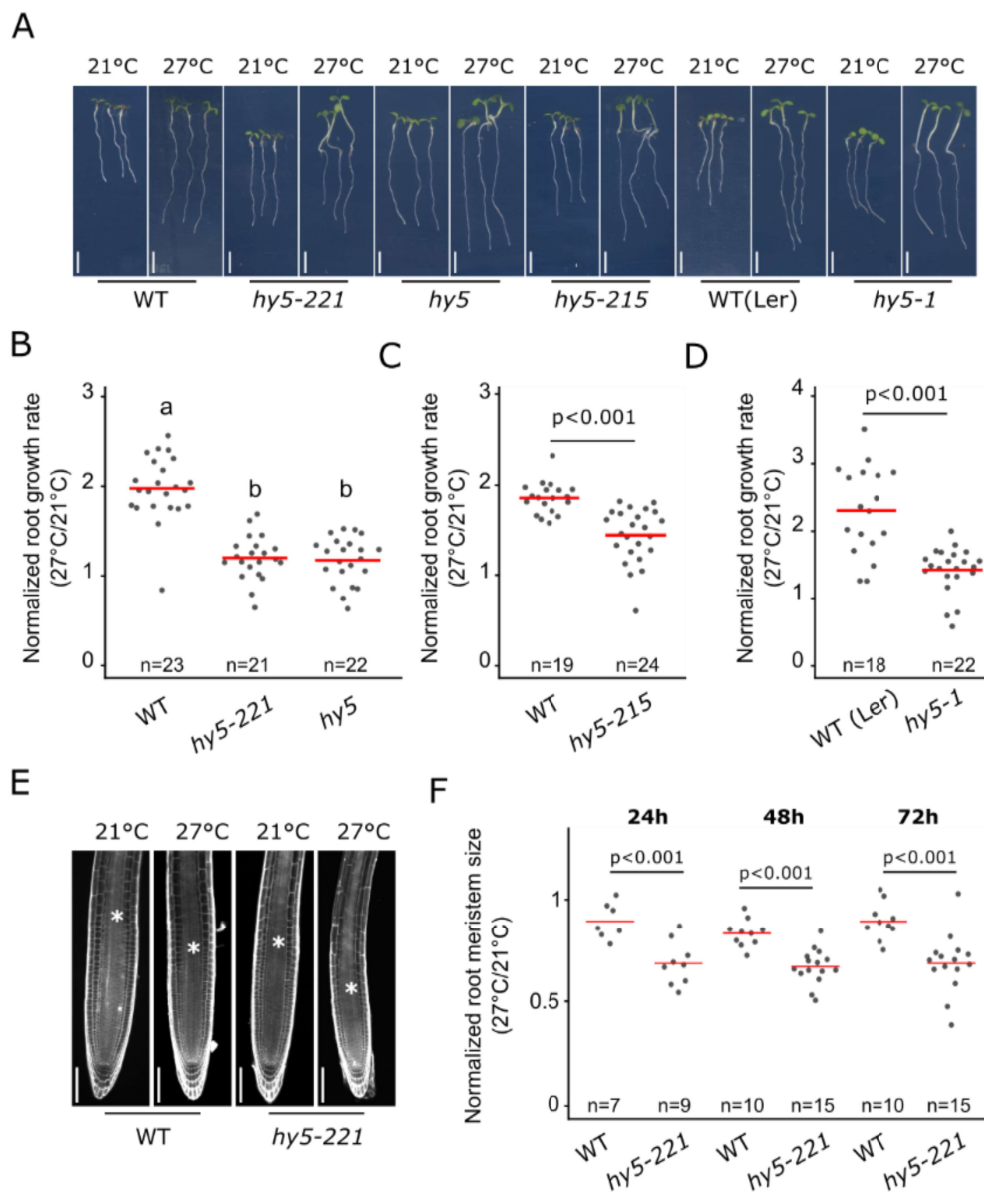 A
21°C 27°C 21°C 27°C 21°C 27°C 21°C 27°C 21°C 27°C 21°C 27°C
WT hy5-221 hy5 hy5-215 WT(Ler) hy5-1
B
Normalized root growth rate
(27°C/21°C)
3
2
1
0
a
b
b
n=23 n=21 n=22
WT hy5-221 hy5
C
Normalized root growth rate
(27°C/21°C)
3
2
1
0
p<0.001
n=19 n=24
WT hy5-215
D
Normalized root growth rate
(27°C/21°C)
4
3
2
1
0
p<0.001
n=18 n=22
WT (Ler) hy5-1
E
21°C 27°C 21°C 27°C
* * * *
WT hy5-221
F
Normalized root meristem size
(27°C/21°C)
24h 48h 72h
p<0.001 p<0.001 p<0.001
1
0.5
0
n=7 n=9 n=10 n=15 n=10 n=15
WT hy5-221 WT hy5-221 WT hy5-221